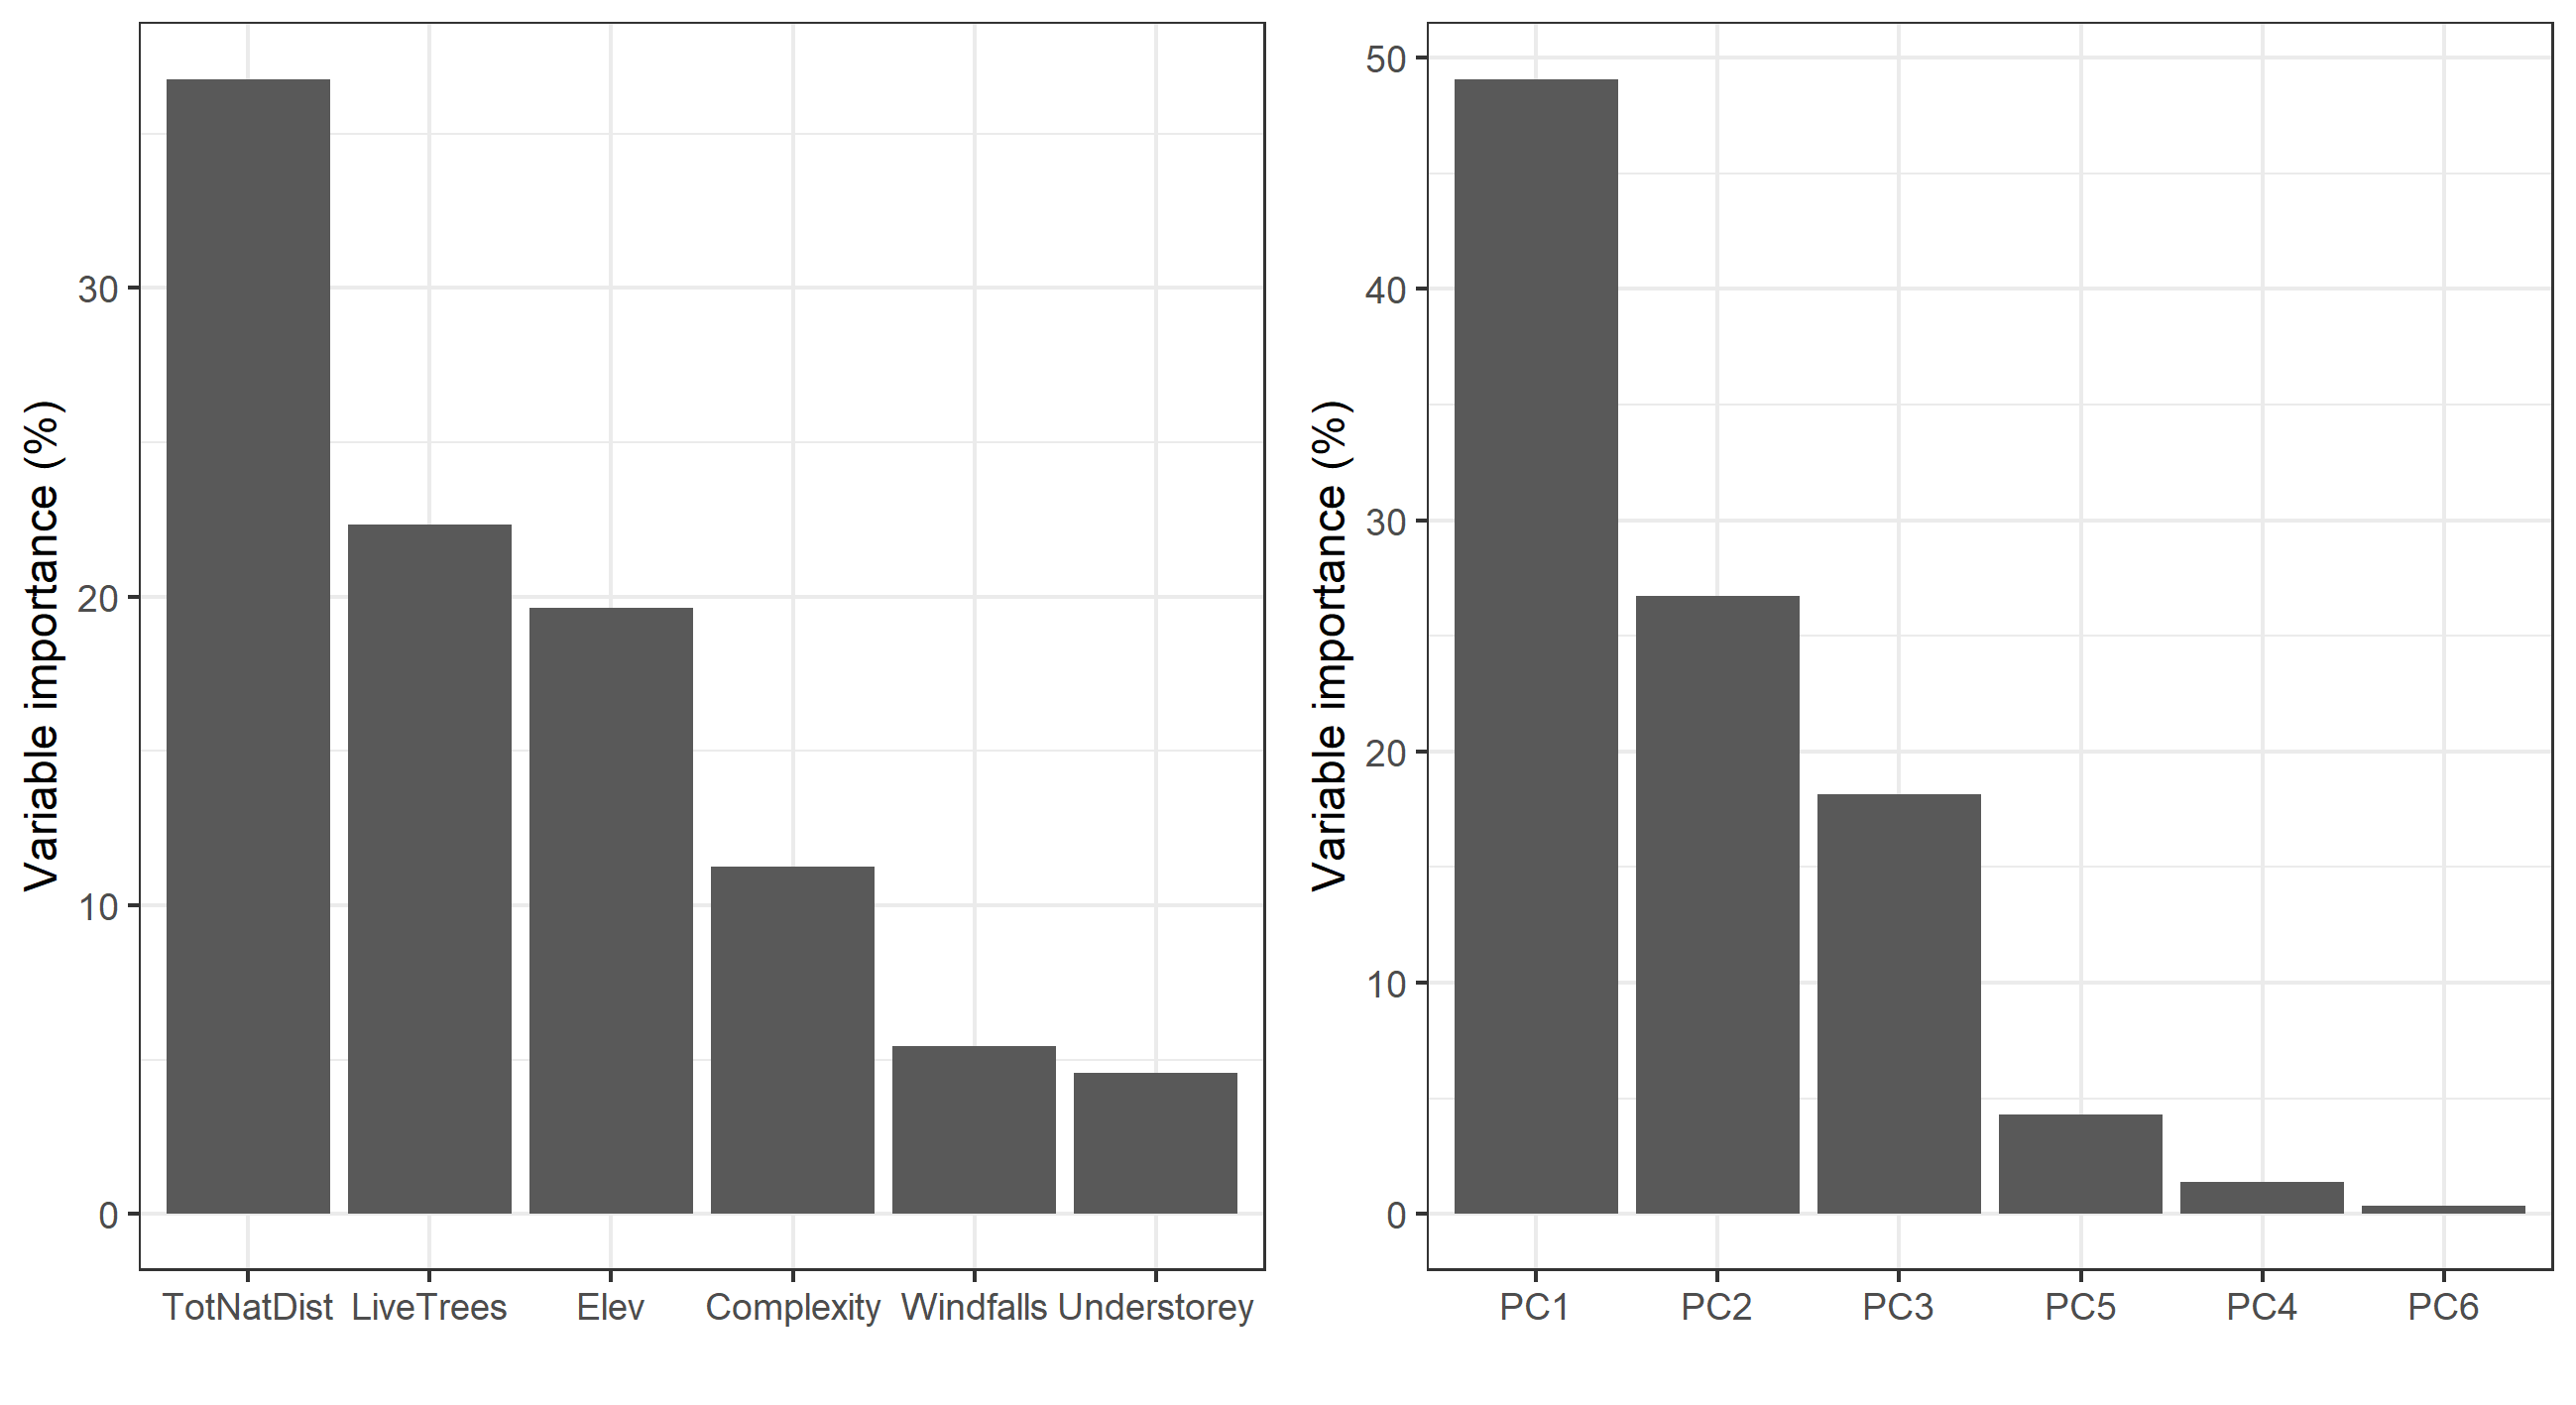 Variable importance (%)
30
20
10
0
TotNatDist LiveTrees Elev Complexity Windfalls Understorey
Variable importance (%)
50
40
30
20
10
0
PC1 PC2 PC3 PC5 PC4 PC6